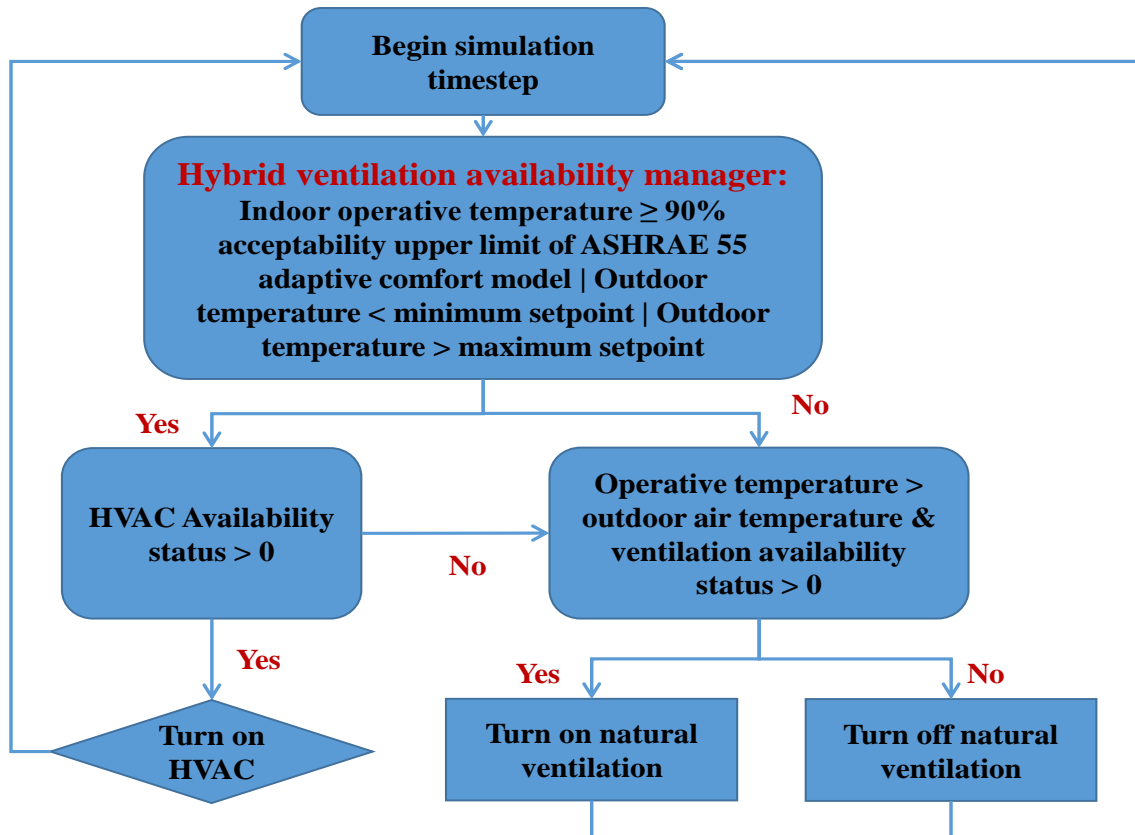 Begin simulation
timestep
Hybrid ventilation availability manager:
Indoor operative temperature ≥ 90%
acceptability upper limit of ASHRAE 55
adaptive comfort model | Outdoor
temperature < minimum setpoint | Outdoor
temperature > maximum setpoint
Yes
No
HVAC Availability
status > 0
No
Operative temperature >
outdoor air temperature &
ventilation availability
status > 0
Yes
Yes
No
Turn on
HVAC
Turn on natural
ventilation
Turn off natural
ventilation